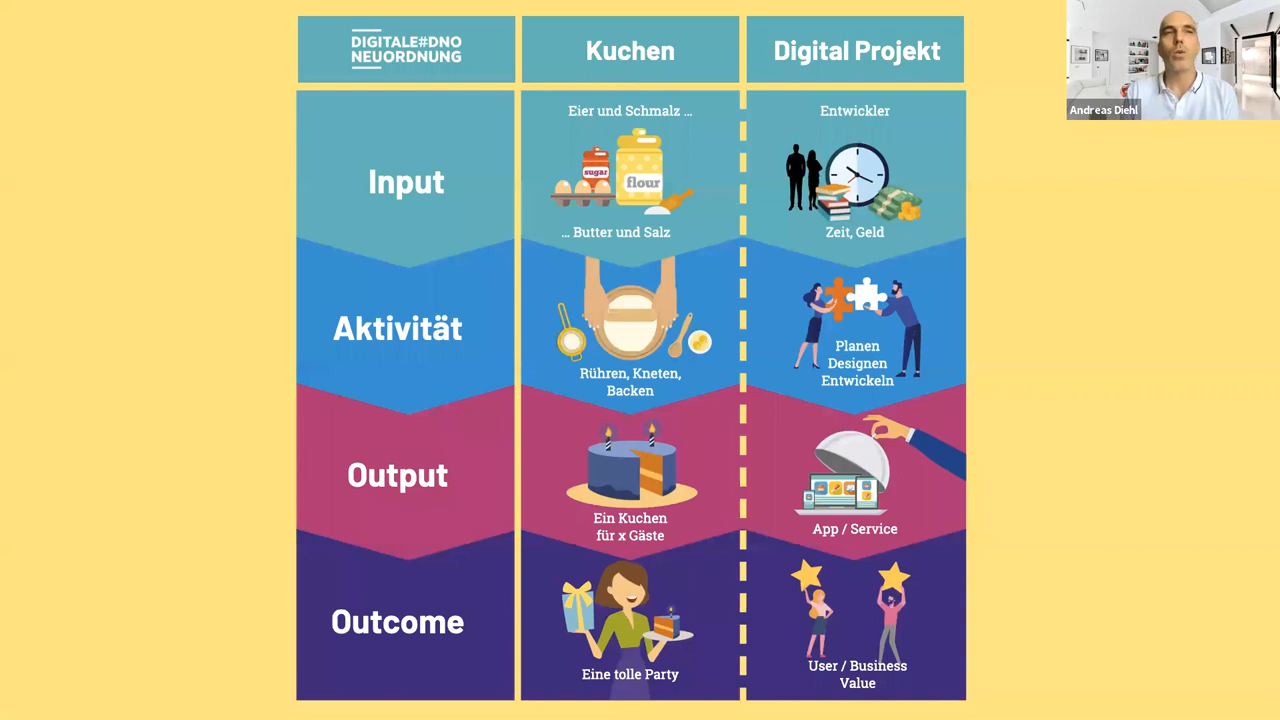 DIGITALE#DNO
NEUORDNUNG
Kuchen
Digital Projekt
Andreas Diehl
Input
Eier und Schmalz ...
sugar
flour
... Butter und Salz
Entwickler
Zeit, Geld
Aktivität
Rühren, Kneten,
Backen
Planen
Designen
Entwickeln
Output
Ein Kuchen
für x Gäste
App / Service
Outcome
Eine tolle Party
User / Business
Value